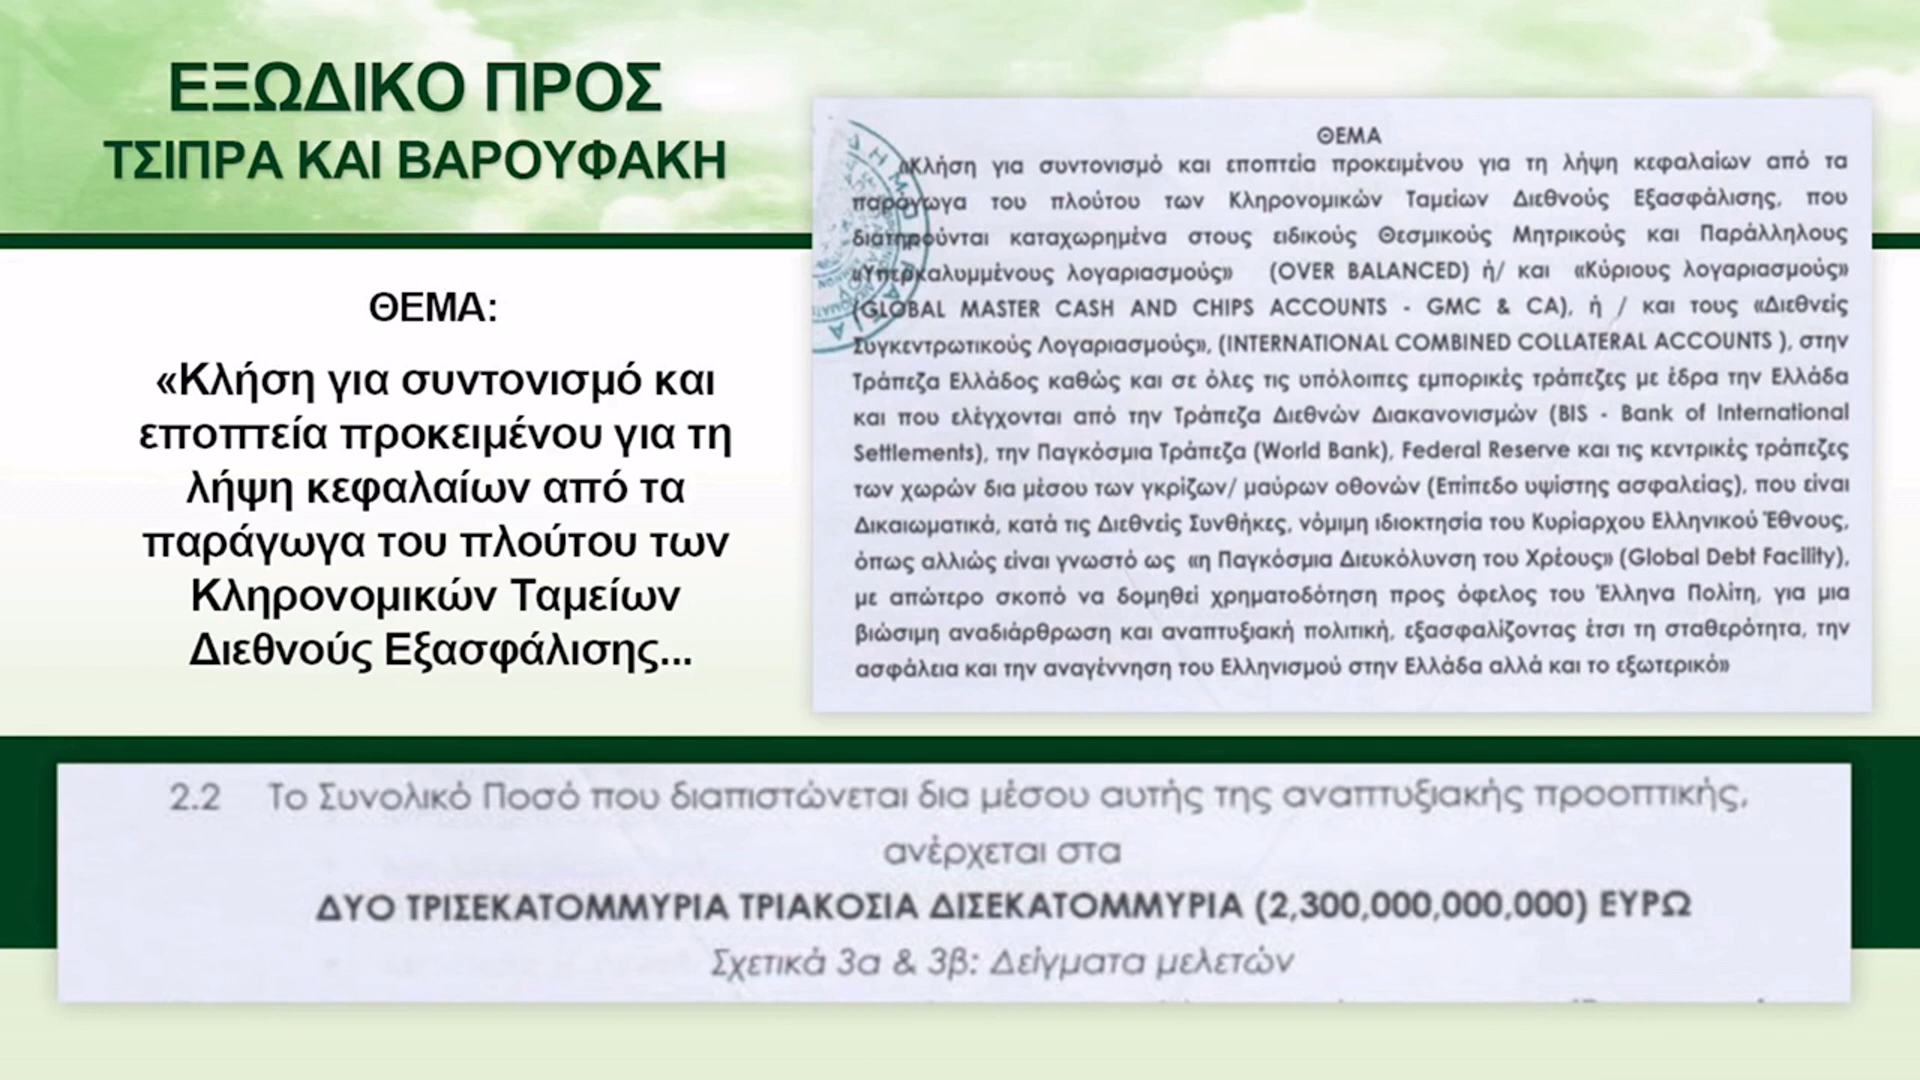 ΕΞΩΔΙΚΟ ΠΡΟΣ
ΤΣΙΠΡΑ ΚΑΙ ΒΑΡΟΥΦΑΚΗ
ΘΕΜΑ:
«Κλήση για συντονισμό και
εποπτεία προκειμένου για τη
λήψη κεφαλαίων από τα
παράγωγα του πλούτου των
Κληρονομικών Ταμείων
Διεθνούς Εξασφάλισης...
ΘΕΜΑ
«Κλήση για συντονισμό και εποπτεία προκειμένου για τη λήψη κεφαλαίων από τα
παράγωγα του πλούτου των Κληρονομικών Ταμείων Διεθνούς Εξασφάλισης, που
διατηρούνται καταχωρημένα στους ειδικούς Θεσμικούς Μητρικούς και Παράλληλους
«Υπερκαλυμμένους λογαριασμούς» (OVER BALANCED) ή/ και «Κύριους λογαριασμούς»
(GLOBAL MASTER CASH AND CHIPS ACCOUNTS - GMC & CA), ή / και τους «Διεθνείς
Συγκεντρωτικούς Λογαριασμούς», (INTERNATIONAL COMBINED COLLATERAL ACCOUNTS ), στην
Τράπεζα Ελλάδος καθώς και σε όλες τις υπόλοιπες εμπορικές τράπεζες με έδρα την Ελλάδα
και που ελέγχονται από την Τράπεζα Διεθνών Διακανονισμών (BIS - Bank of International
Settlements), την Παγκόσμια Τράπεζα (World Bank), Federal Reserve και τις κεντρικές τράπεζες
των χωρών δια μέσου των γκρίζων/ μαύρων οθονών (Επίπεδο υψίστης ασφαλείας), που είναι
Δικαιωματικά, κατά τις Διεθνείς Συνθήκες, νόμιμη ιδιοκτησία του Κυρίαρχου Ελληνικού Έθνους,
όπως αλλιώς είναι γνωστό ως «η Παγκόσμια Διευκόλυνση του Χρέους» (Global Debt Facility),
με απώτερο σκοπό να δομηθεί χρηματοδότηση προς όφελος του Έλληνα Πολίτη, για μια
βιώσιμη αναδιάρθρωση και αναπτυξιακή πολιτική, εξασφαλίζοντας έτσι τη σταθερότητα, την
ασφάλεια και την αναγέννηση του Ελληνισμού στην Ελλάδα αλλά και το εξωτερικό»
2.2 Το Συνολικό Ποσό που διαπιστώνεται δια μέσου αυτής της αναπτυξιακής προοπτικής,
ανέρχεται στα
ΔΥΟ ΤΡΙΣΕΚΑΤΟΜΜΥΡΙΑ ΤΡΙΑΚΟΣΙΑ ΔΙΣΕΚΑΤΟΜΜΥΡΙΑ (2,300,000,000,000) ΕΥΡΩ
Σχετικά 3α & 3β: Δείγματα μελετών